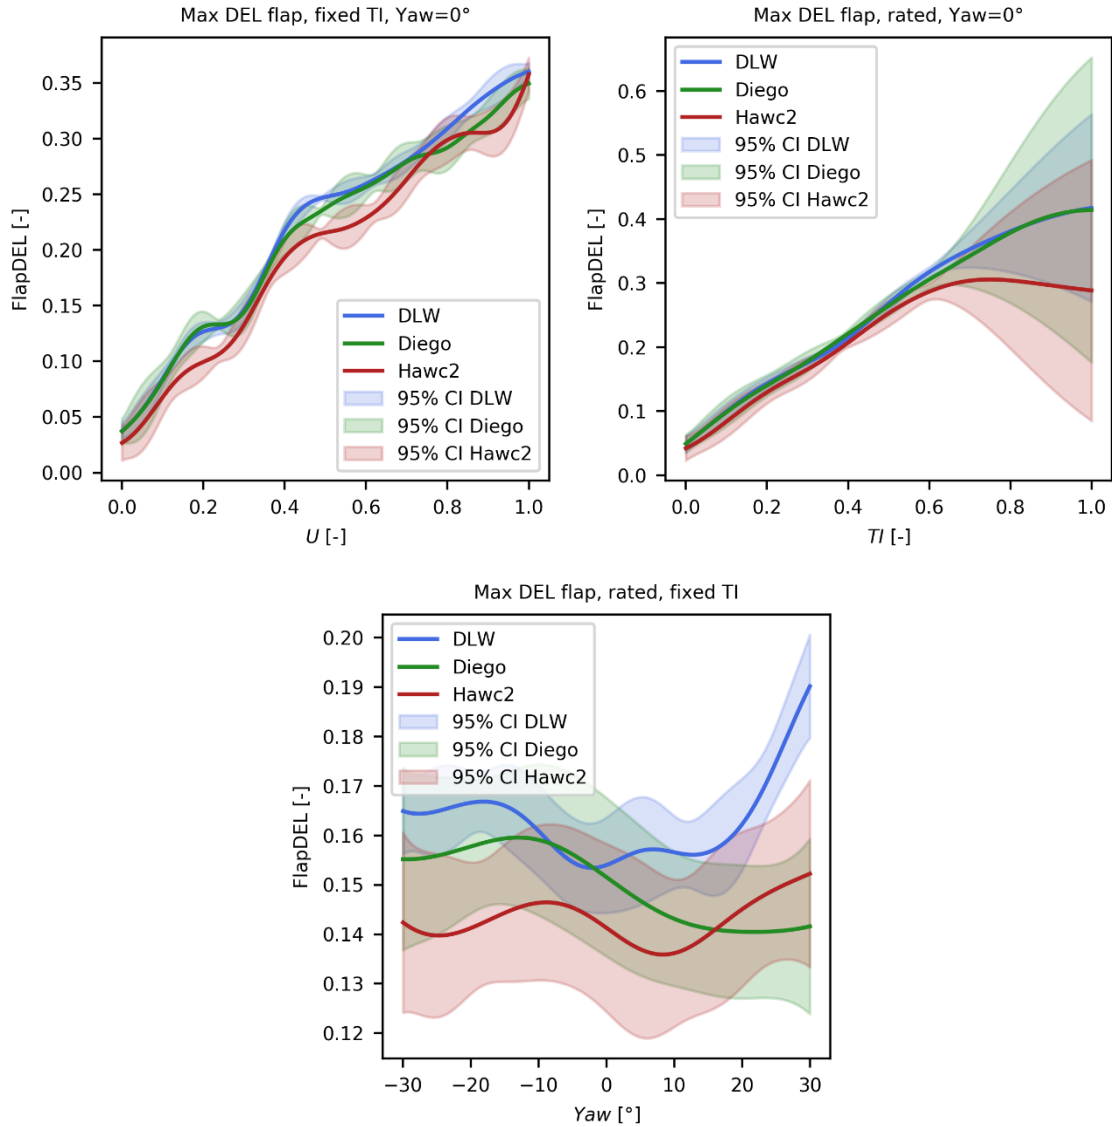 Max DEL flap, fixed TI, Yaw=0°
FlapDEL [-]
0.35
0.30
0.25
0.20
0.15
0.10
0.05
0.00
DLW
Diego
Hawc2
95% CI DLW
95% CI Diego
95% CI Hawc2
0.0 0.2 0.4 0.6 0.8 1.0
U [-]
Max DEL flap, rated, Yaw=0°
FlapDEL [-]
0.6
0.5
0.4
0.3
0.2
0.1
0.0
DLW
Diego
Hawc2
95% CI DLW
95% CI Diego
95% CI Hawc2
0.0 0.2 0.4 0.6 0.8 1.0
TI [-]
Max DEL flap, rated, fixed TI
FlapDEL [-]
0.20
0.19
0.18
0.17
0.16
0.15
0.14
0.13
0.12
DLW
Diego
Hawc2
95% CI DLW
95% CI Diego
95% CI Hawc2
−30 −20 −10 0 10 20 30
Yaw [°]